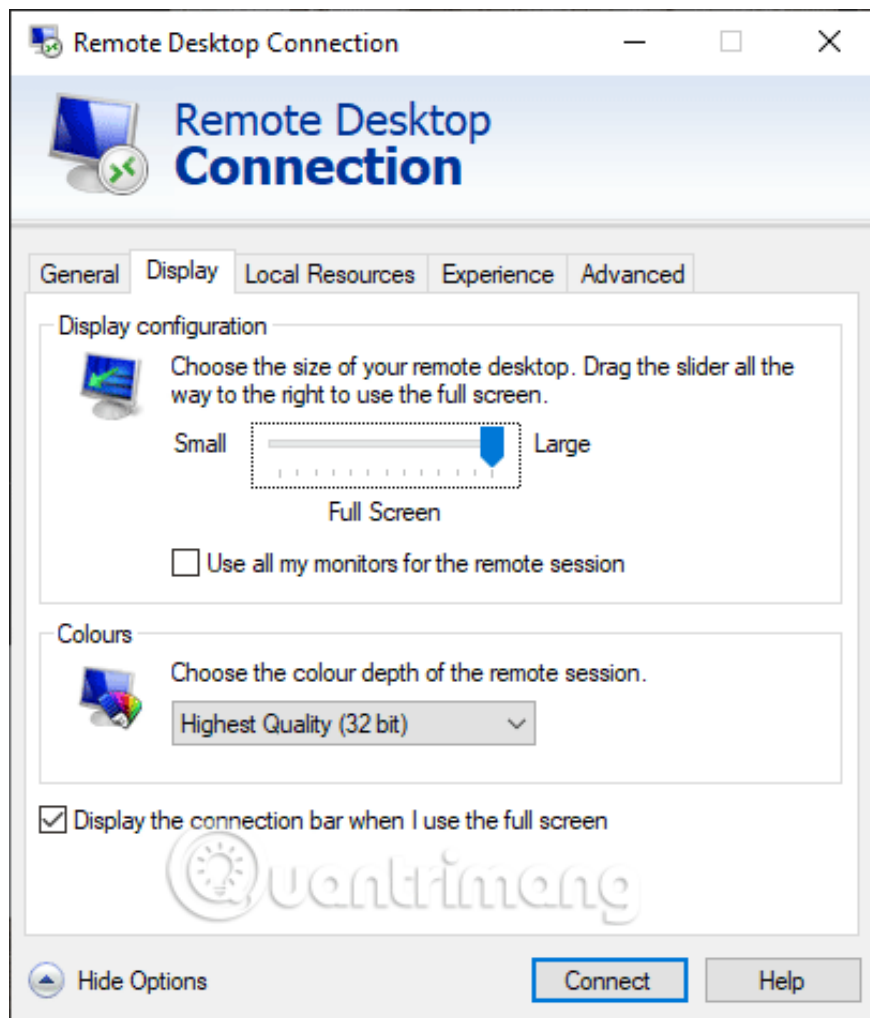 Remote Desktop Connection
Remote Desktop
Connection
General Display Local Resources Experience Advanced
Display configuration
Choose the size of your remote desktop. Drag the slider all the
way to the right to use the full screen.
Small Large
Full Screen
Use all my monitors for the remote session
Colours
Choose the colour depth of the remote session.
Highest Quality (32 bit)
Display the connection bar when I use the full screen
Quantrimang
Hide Options Connect Help